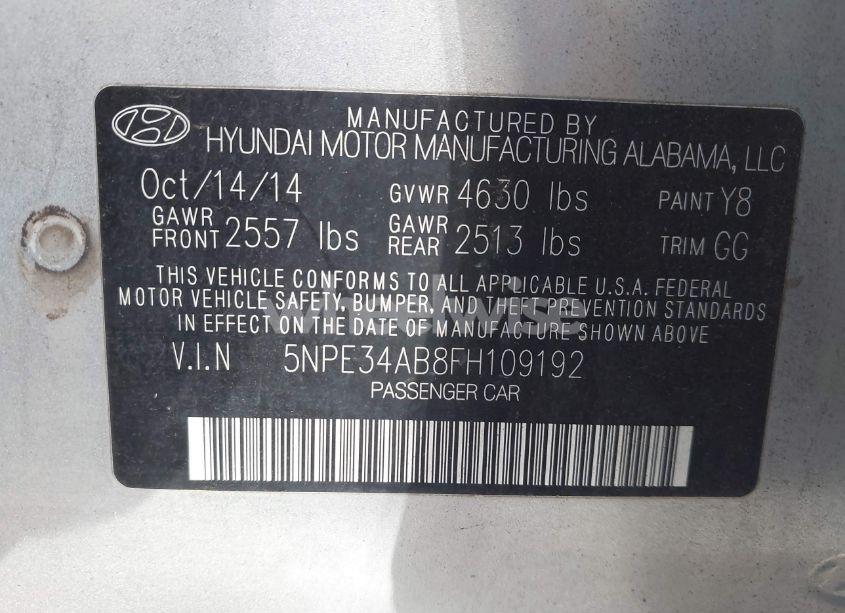 MANUFACTURED BY
HYUNDAI MOTOR MANUFACTURING ALABAMA, LLC
Oct/14/14 GVWR 4630 lbs PAINT Y8
GAWR FRONT 2557 lbs GAWR REAR 2513 lbs TRIM GG
THIS VEHICLE CONFORMS TO ALL APPLICABLE U.S.A. FEDERAL
MOTOR VEHICLE SAFETY, BUMPER, AND THEFT PREVENTION STANDARDS
IN EFFECT ON THE DATE OF MANUFACTURE SHOWN ABOVE
V.I.N 5NPE34AB8FH109192
PASSENGER CAR